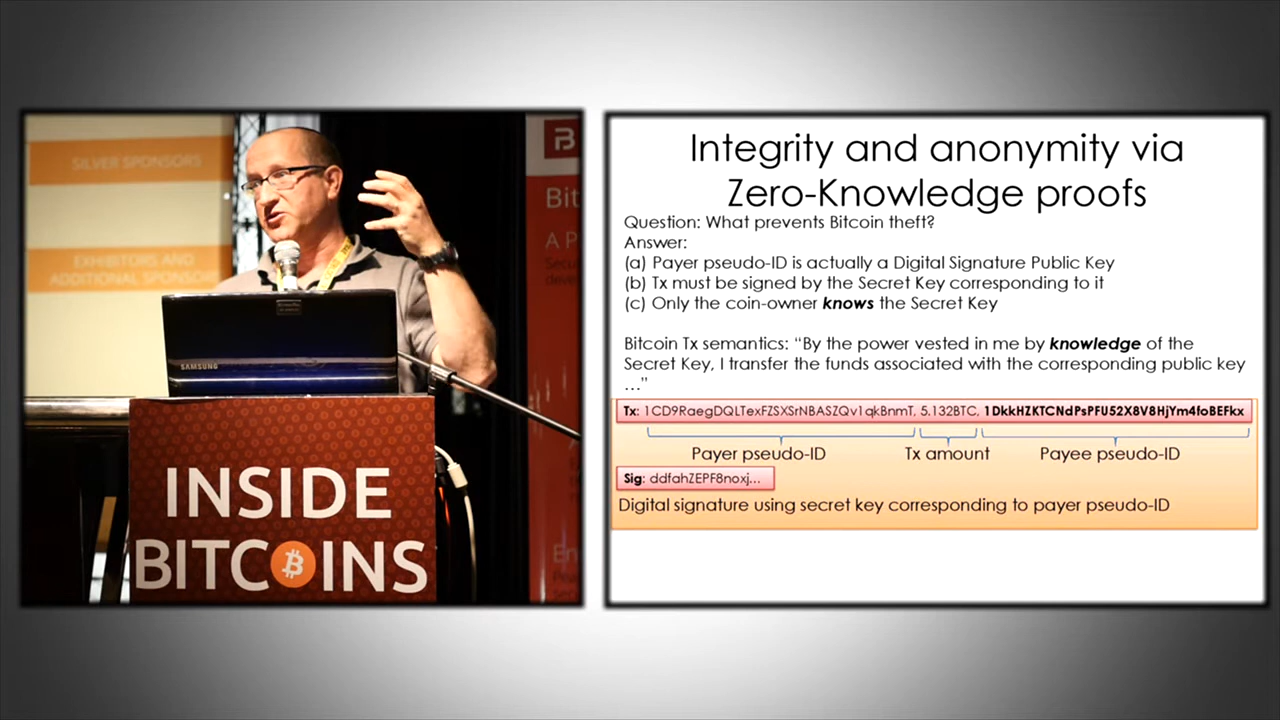 SILVER SPONSORS
EXHIBITORS AND
ADDITIONAL SPONSORS
B
Bit
A P
SAMSUNG
INSIDE
BITCOINS
Integrity and anonymity via
Zero-Knowledge proofs
Question: What prevents Bitcoin theft?
Answer:
(a) Payer pseudo-ID is actually a Digital Signature Public Key
(b) Tx must be signed by the Secret Key corresponding to it
(c) Only the coin-owner knows the Secret Key
Bitcoin Tx semantics: “By the power vested in me by knowledge of the
Secret Key, I transfer the funds associated with the corresponding public key
…”
Tx: 1CD9RaegDQLTexFZSXSrNBASZQv1qkBnmT, 5.132BTC, 1DkkHZKTCNdPsPFU52X8V8HjYm4foBEFkx
Payer pseudo-ID Tx amount Payee pseudo-ID
Sig: ddfahZEPF8noxj...
Digital signature using secret key corresponding to payer pseudo-ID